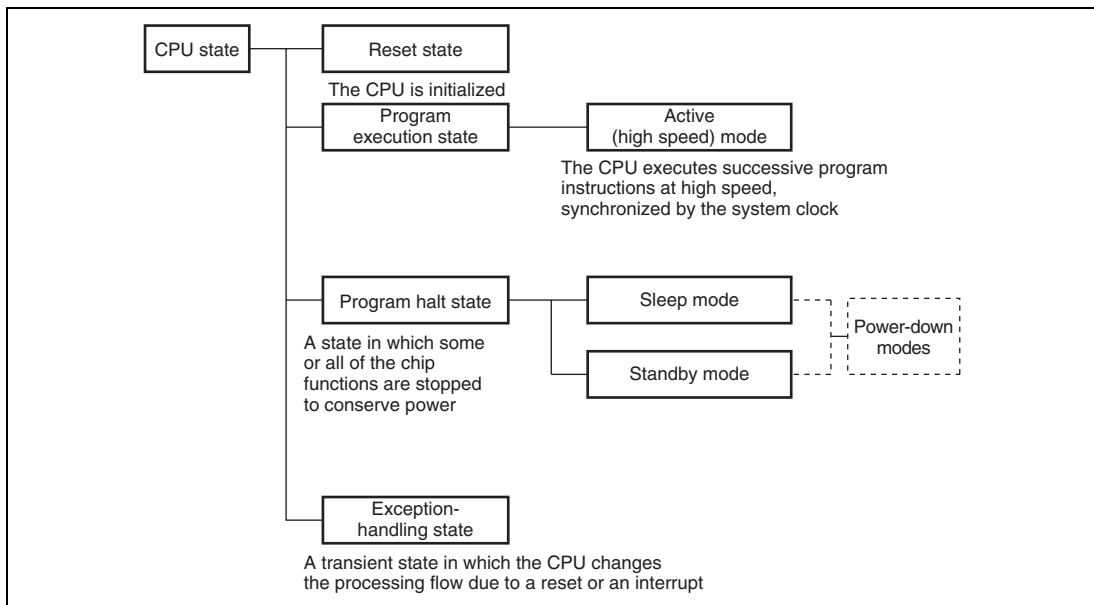 CPU state
Reset state
The CPU is initialized
Program
execution state
Active
(high speed) mode
The CPU executes successive program
instructions at high speed,
synchronized by the system clock
Program halt state
A state in which some
or all of the chip
functions are stopped
to conserve power
Sleep mode
Standby mode
Power-down
modes
Exception-
handling state
A transient state in which the CPU changes
the processing flow due to a reset or an interrupt